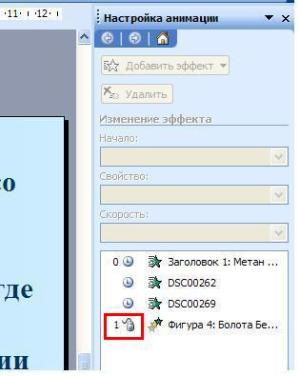 ·11· ı ·12· ı
Настройка анимации
Добавить эффект
Удалить
Изменение эффекта
Начало:
Свойство:
Скорость:
о
0 Заголовок 1: Метан ...
DSC00262
где
DSC00269
1 Фигура 4: Болота Бе...
ии